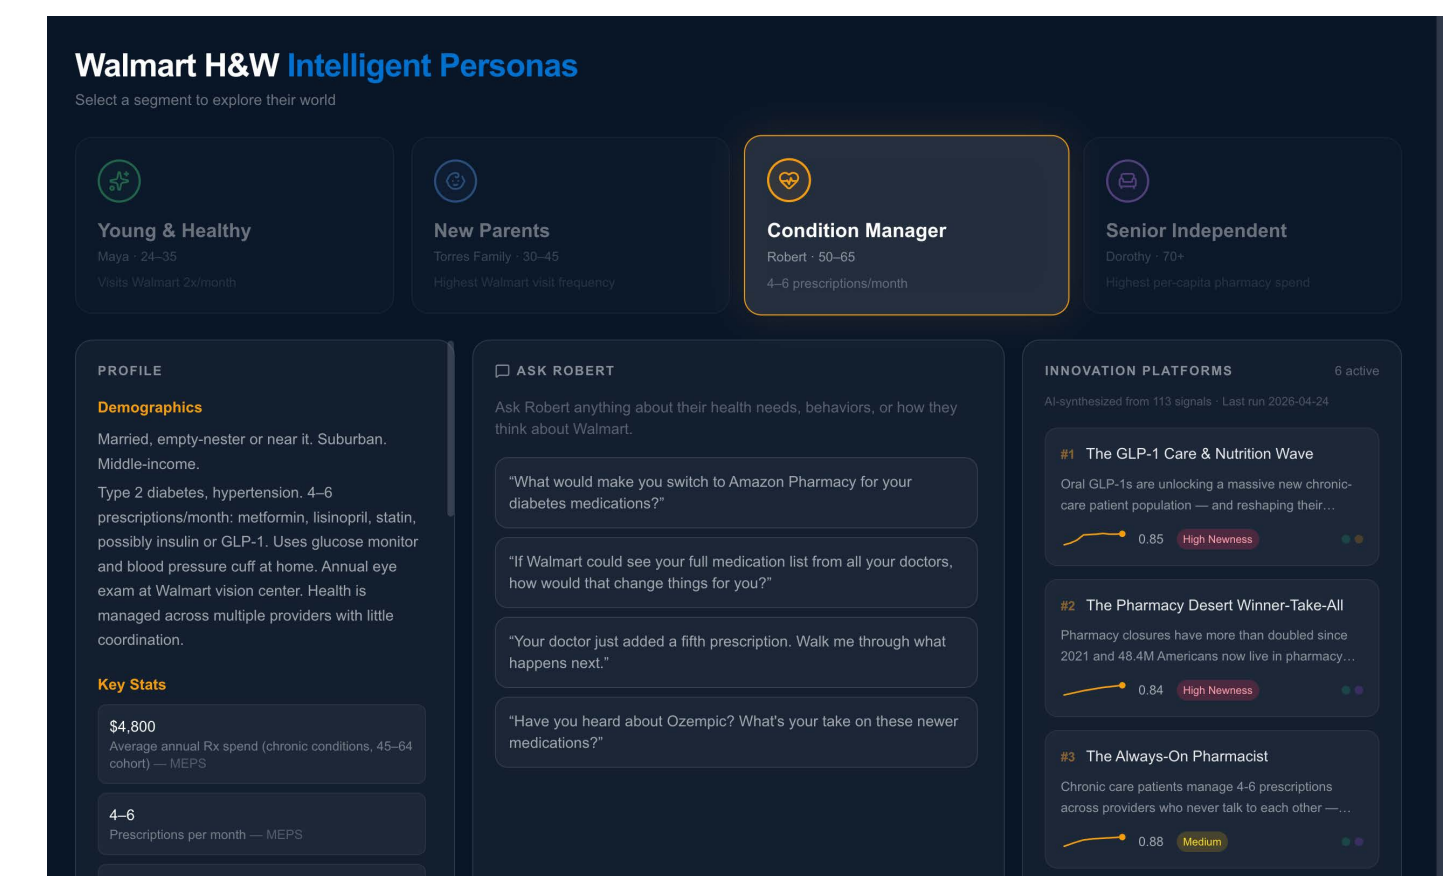 Walmart H&W Intelligent Personas
Select a segment to explore their world
Young & Healthy
Maya · 24–35
Visits Walmart 2x/month
New Parents
Torres Family · 30–45
Highest Walmart visit frequency
Condition Manager
Robert · 50–65
4–6 prescriptions/month
Senior Independent
Dorothy · 70+
Highest per-capita pharmacy spend
PROFILE
Demographics
Married, empty-nester or near it. Suburban.
Middle-income.
Type 2 diabetes, hypertension. 4–6
prescriptions/month: metformin, lisinopril, statin,
possibly insulin or GLP-1. Uses glucose monitor
and blood pressure cuff at home. Annual eye
exam at Walmart vision center. Health is
managed across multiple providers with little
coordination.
Key Stats
$4,800
Average annual Rx spend (chronic conditions, 45–64
cohort) — MEPS
4–6
Prescriptions per month — MEPS
ASK ROBERT
Ask Robert anything about their health needs, behaviors, or how they
think about Walmart.
“What would make you switch to Amazon Pharmacy for your
diabetes medications?”
“If Walmart could see your full medication list from all your doctors,
how would that change things for you?”
“Your doctor just added a fifth prescription. Walk me through what
happens next.”
“Have you heard about Ozempic? What's your take on these newer
medications?”
INNOVATION PLATFORMS 6 active
AI-synthesized from 113 signals · Last run 2026-04-24
#1 The GLP-1 Care & Nutrition Wave
Oral GLP-1s are unlocking a massive new chronic-
care patient population — and reshaping their…
0.85 High Newness
#2 The Pharmacy Desert Winner-Take-All
Pharmacy closures have more than doubled since
2021 and 48.4M Americans now live in pharmacy…
0.84 High Newness
#3 The Always-On Pharmacist
Chronic care patients manage 4-6 prescriptions
across providers who never talk to each other —…
0.88 Medium